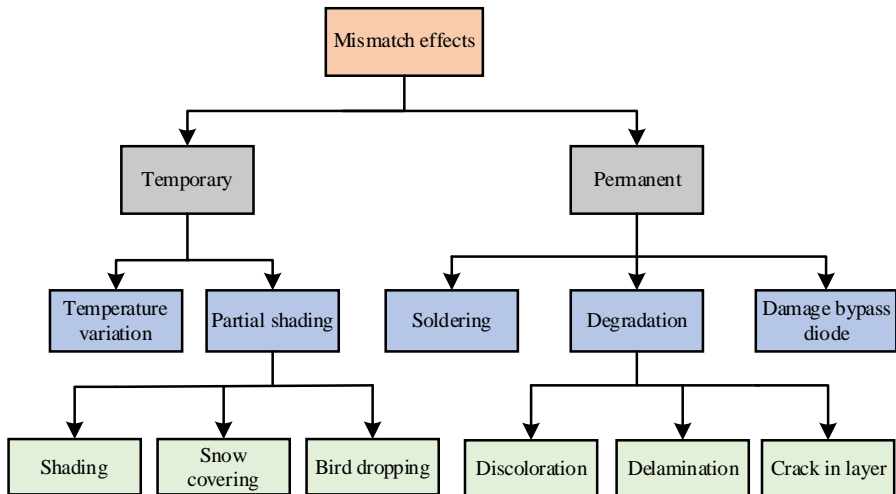 Mismatch effects
Temporary
Permanent
Temperature
variation
Partial shading
Soldering
Degradation
Damage bypass
diode
Shading
Snow
covering
Bird dropping
Discoloration
Delamination
Crack in layer